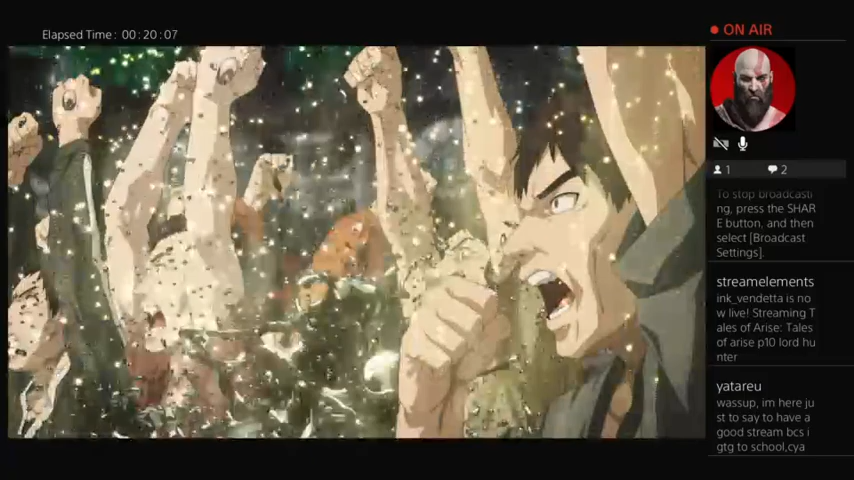 Elapsed Time: 00:20:07
ON AIR
1
2
To stop broadcasti
ng, press the SHAR
E button, and then
select [Broadcast
Settings].
streamelements
ink_vendetta is no
w live! Streaming T
ales of Arise: Tales
of arise p10 lord hu
nter
yatareu
wassup, im here ju
st to say to have a
good stream bcs i
gtg to school,cya